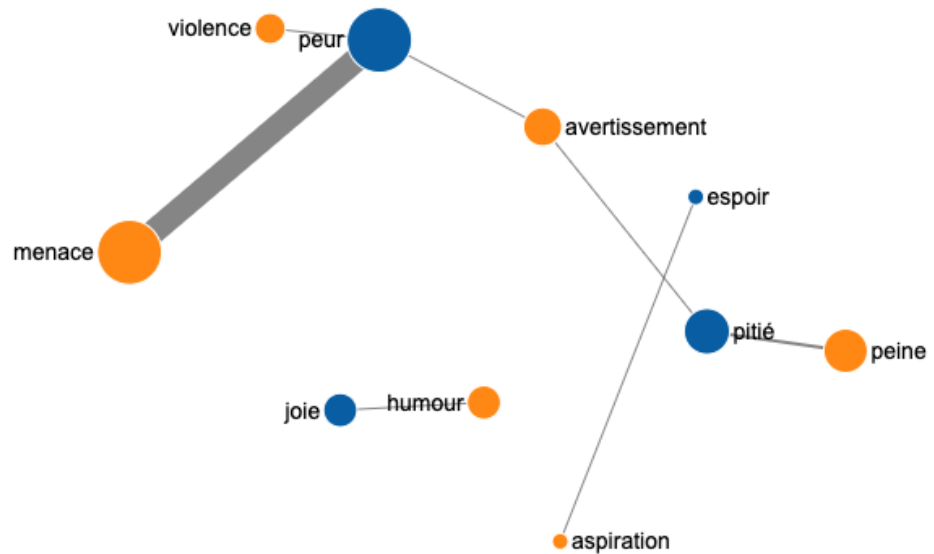 violence
peur
avertissement
espoir
menace
pitié
peine
joie
humour
aspiration